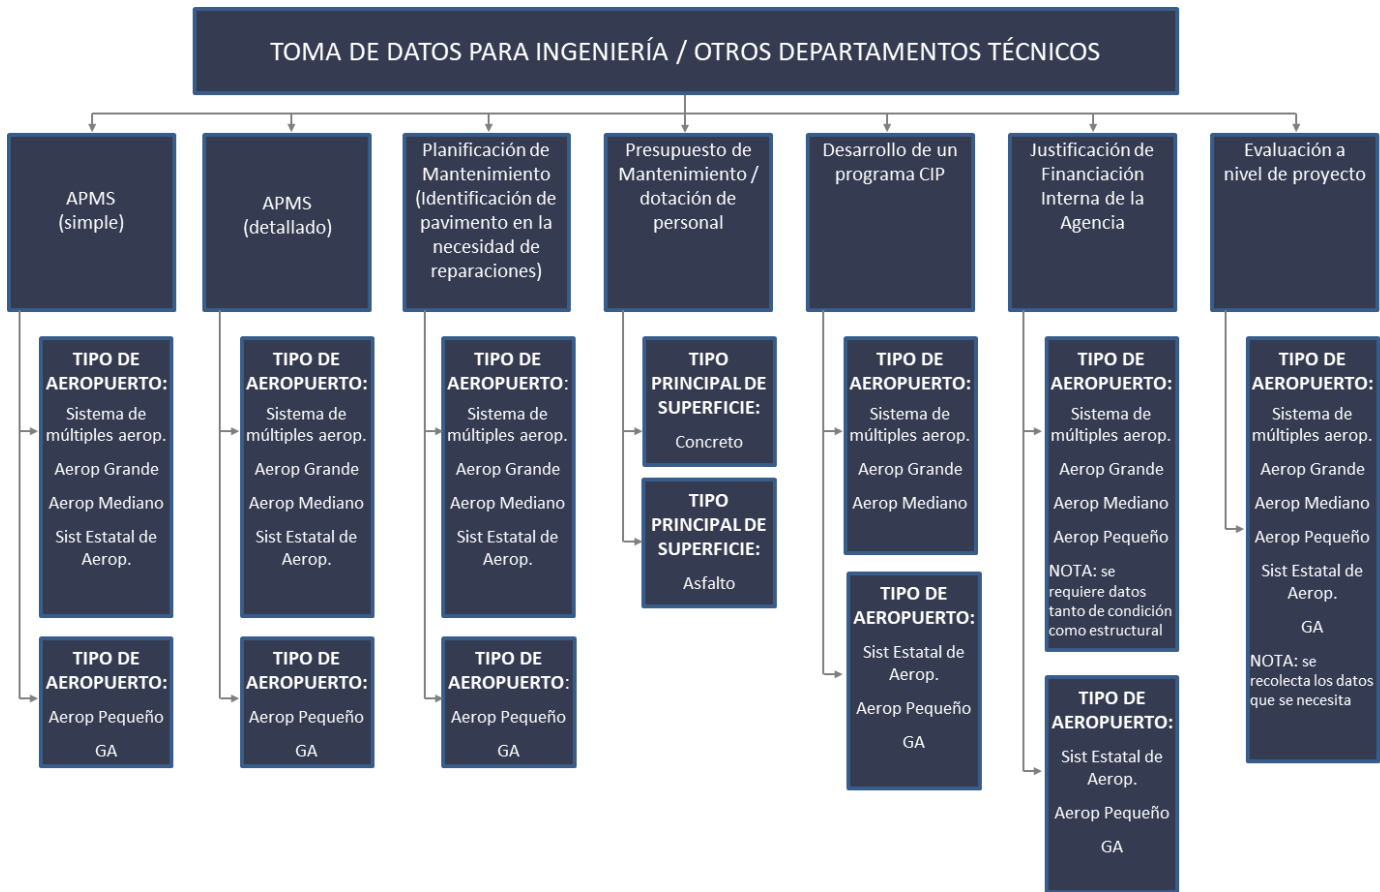 TOMA DE DATOS PARA INGENIERÍA / OTROS DEPARTAMENTOS TÉCNICOS
APMS
(simple)
TIPO DE
AEROPUERTO:
Sistema de
múltiples aerop.
Aerop Grande
Aerop Mediano
Sist Estatal de
Aerop.
TIPO DE
AEROPUERTO:
Aerop Pequeño
GA
APMS
(detallado)
TIPO DE
AEROPUERTO:
Sistema de
múltiples aerop.
Aerop Grande
Aerop Mediano
Sist Estatal de
Aerop.
TIPO DE
AEROPUERTO:
Aerop Pequeño
GA
Planificación de
Mantenimiento
(Identificación de
pavimento en la
necesidad de
reparaciones)
TIPO DE
AEROPUERTO:
Sistema de
múltiples aerop.
Aerop Grande
Aerop Mediano
Sist Estatal de
Aerop.
TIPO DE
AEROPUERTO:
Aerop Pequeño
GA
Presupuesto de
Mantenimiento /
dotación de
personal
TIPO
PRINCIPAL DE
SUPERFICIE:
Concreto
TIPO
PRINCIPAL DE
SUPERFICIE:
Asfalto
Desarrollo de un
programa CIP
TIPO DE
AEROPUERTO:
Sistema de
múltiples aerop.
Aerop Grande
Aerop Mediano
TIPO DE
AEROPUERTO:
Sist Estatal de
Aerop.
Aerop Pequeño
GA
Justificación de
Financiación
Interna de la
Agencia
TIPO DE
AEROPUERTO:
Sistema de
múltiples aerop.
Aerop Grande
Aerop Mediano
Aerop Pequeño
NOTA: se
requiere datos
tanto de condición
como estructural
TIPO DE
AEROPUERTO:
Sist Estatal de
Aerop.
Aerop Pequeño
GA
Evaluación a
nivel de proyecto
TIPO DE
AEROPUERTO:
Sistema de
múltiples aerop.
Aerop Grande
Aerop Mediano
Aerop Pequeño
Sist Estatal de
Aerop.
GA
NOTA: se
recolecta los datos
que se necesita